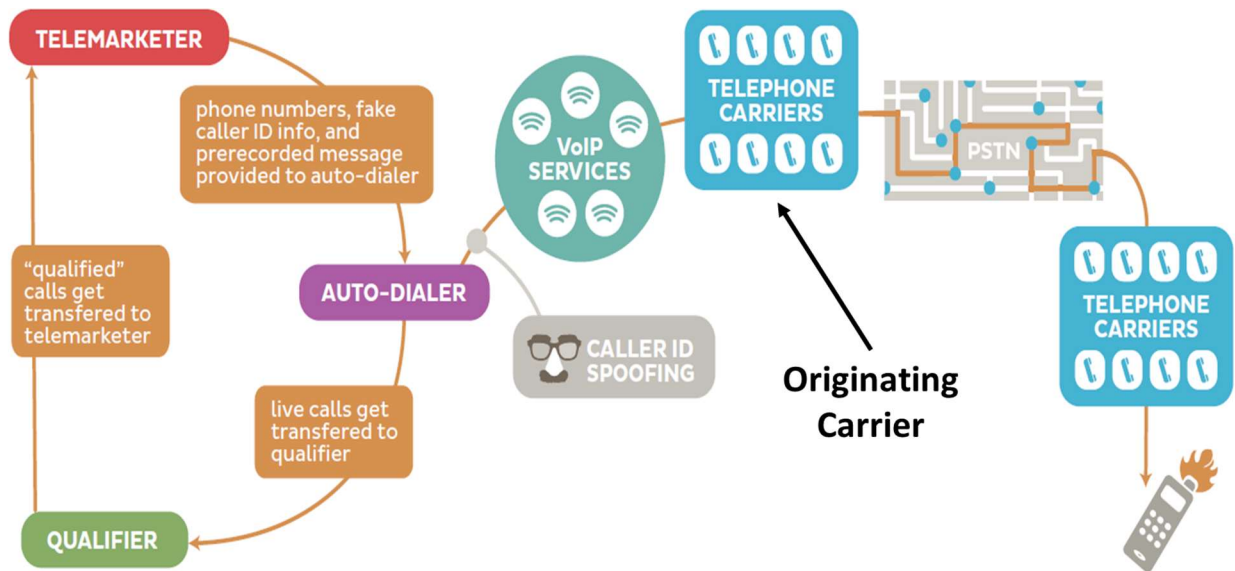 TELEMARKETER
phone numbers, fake
caller ID info, and
prerecorded message
provided to auto-dialer
VoIP
SERVICES
TELEPHONE
CARRIERS
PSTN
"qualified"
calls get
transfered to
telemarketer
AUTO-DIALER
CALLER ID
SPOOFING
Originating
Carrier
TELEPHONE
CARRIERS
live calls get
transfered to
qualifier
QUALIFIER